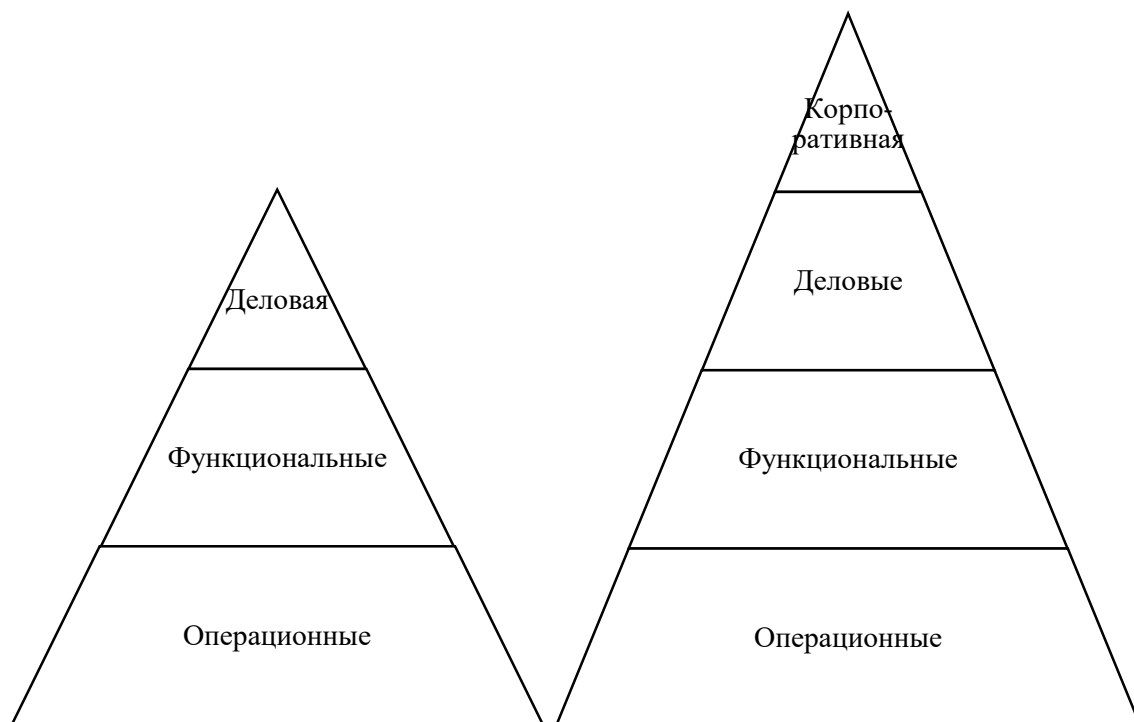 Деловая
Функциональные
Операционные
Корпо-
ративная
Деловые
Функциональные
Операционные